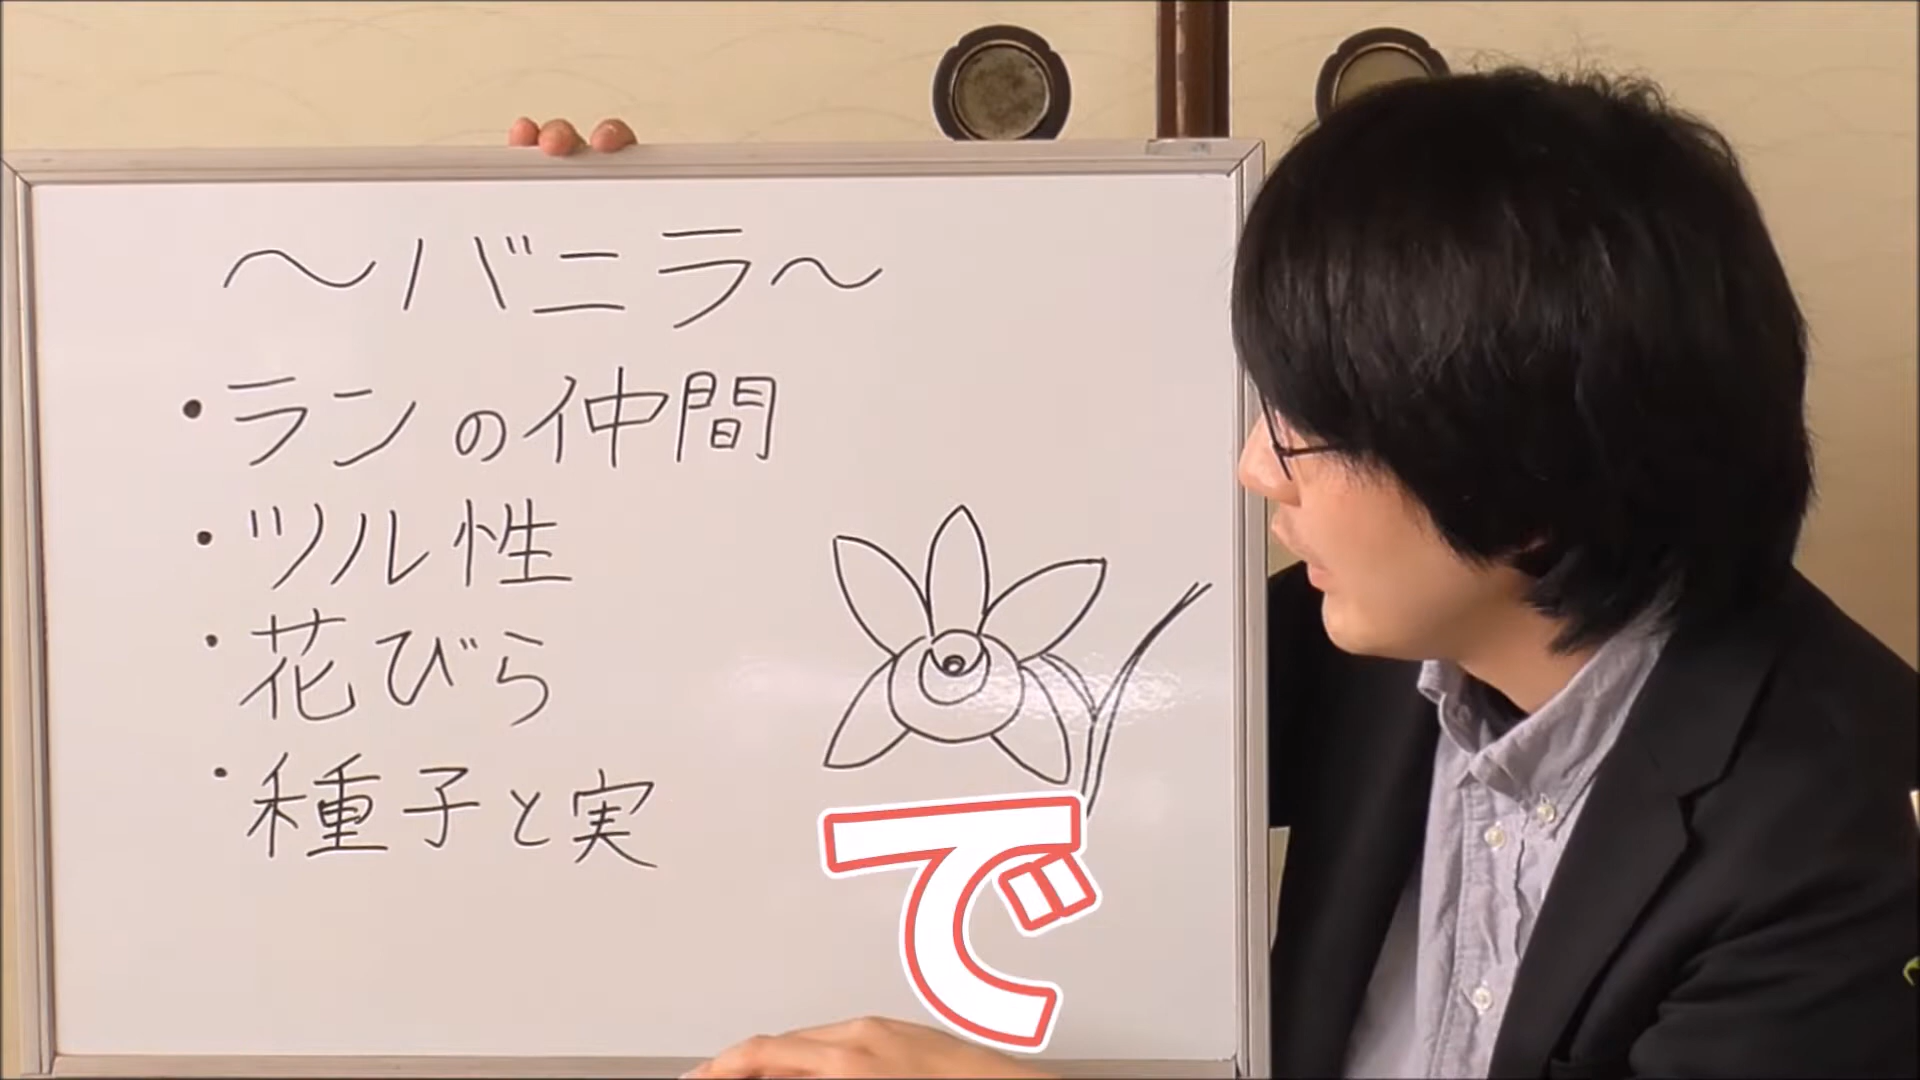 〜バニラ〜
・ランの仲間
・ツル性
・花びら
・種子と実
で